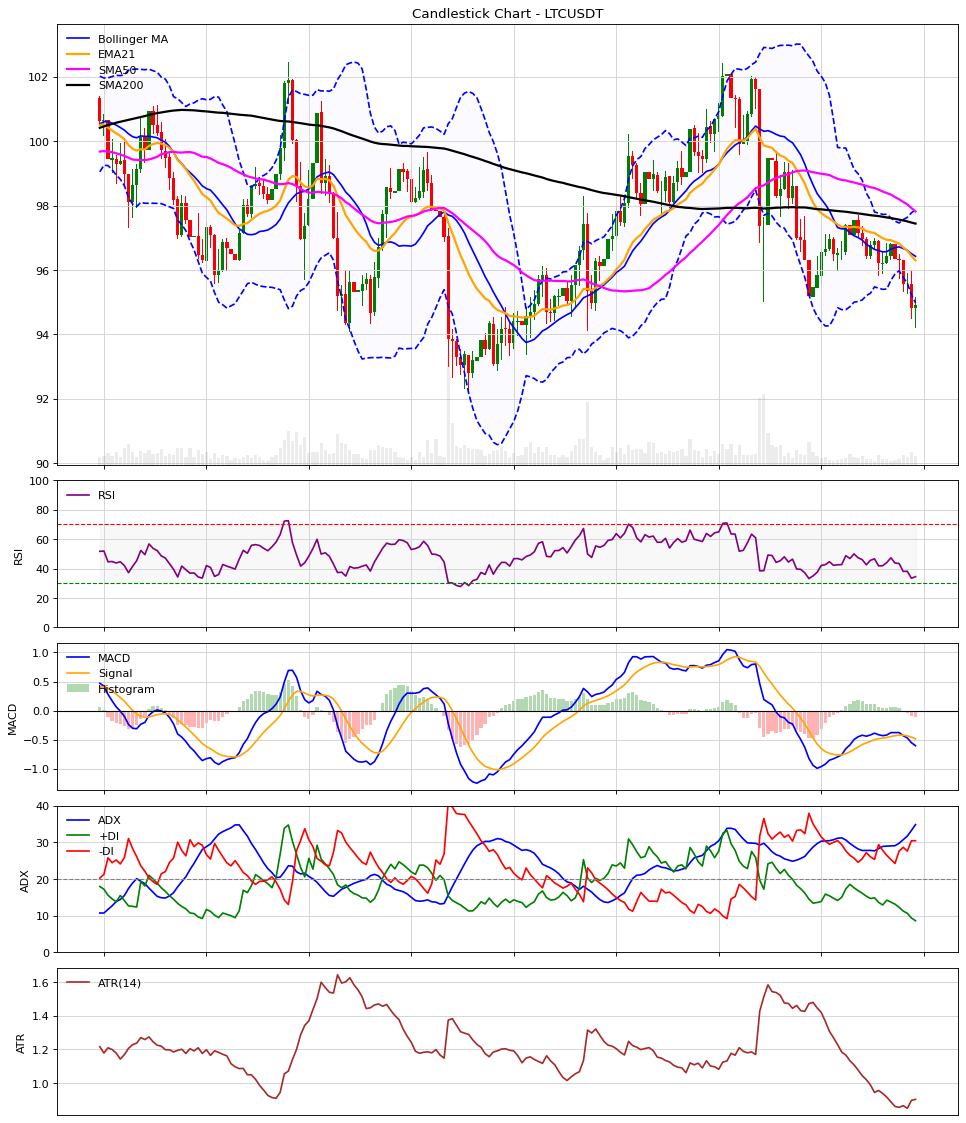 Candlestick Chart - LTCUSDT
Bollinger MA
EMA21
SMA50
SMA200
102
100
98
96
94
92
90
100
80
60
40
20
0
RSI
RSI
1.0
0.5
0.0
−0.5
−1.0
MACD
MACD
Signal
Histogram
40
30
20
10
0
ADX
ADX
+DI
-DI
1.6
1.4
1.2
1.0
ATR
ATR(14)